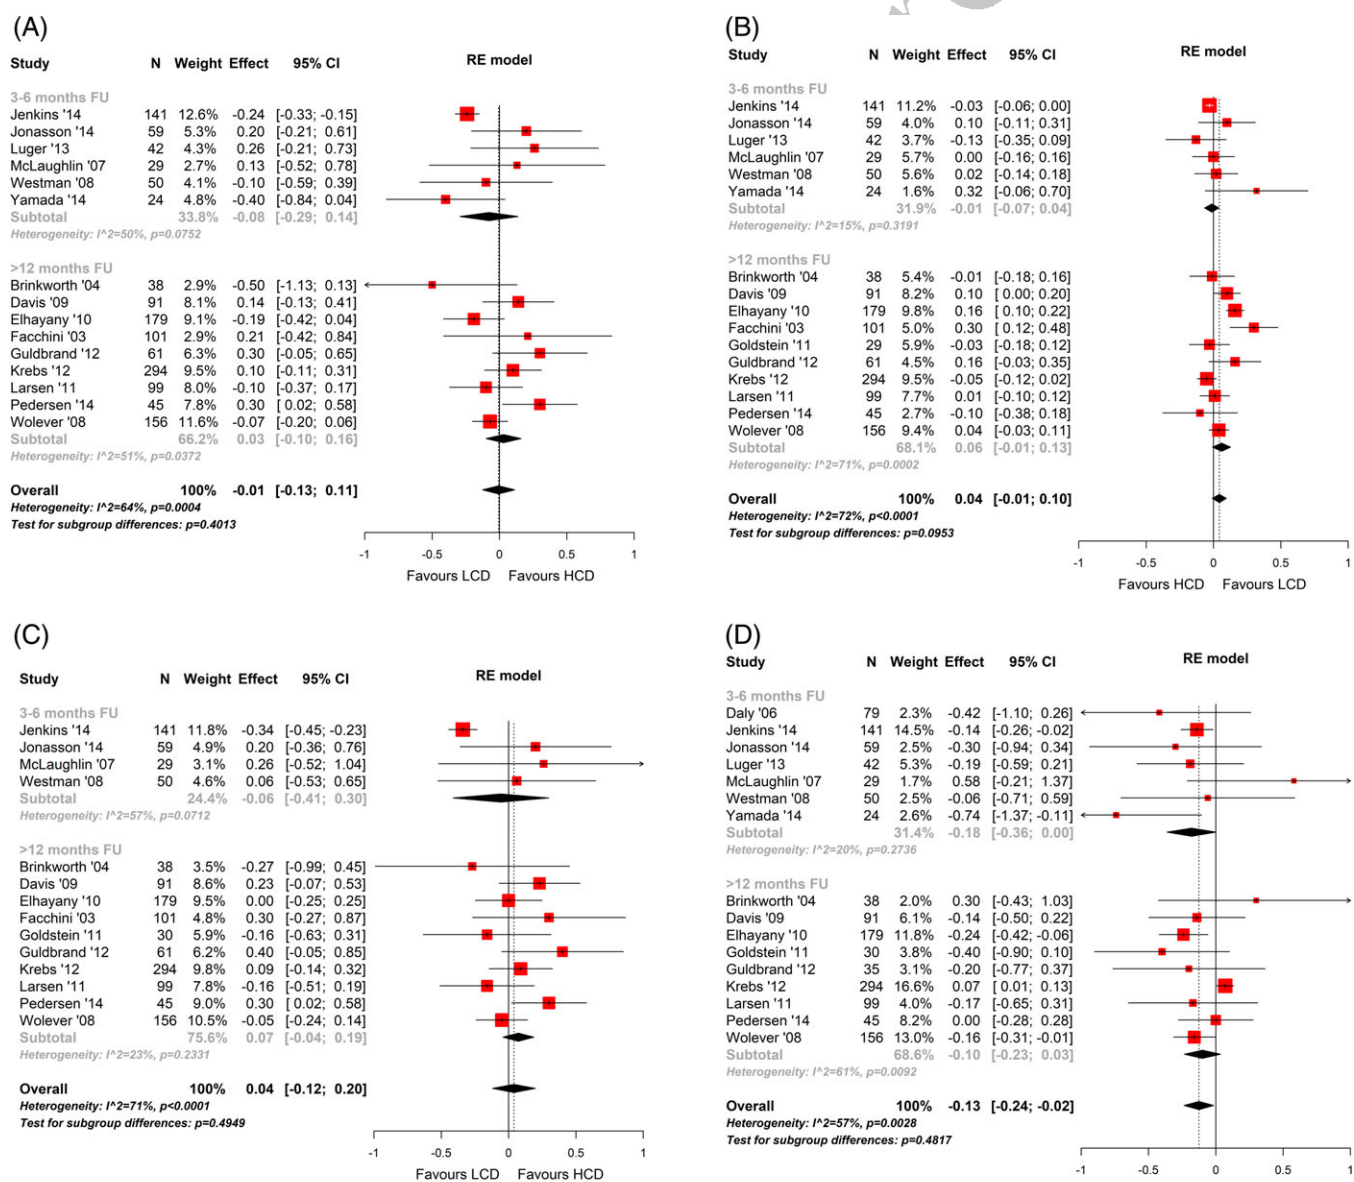 (A)
Study N Weight Effect 95% CI RE model
3-6 months FU
Jenkins '14 141 12.6% -0.24 [-0.33; -0.15]
Jonasson '14 59 5.3% 0.20 [-0.21; 0.61]
Luger '13 42 4.3% 0.26 [-0.21; 0.73]
McLaughlin '07 29 2.7% 0.13 [-0.52; 0.78]
Westman '08 50 4.1% -0.10 [-0.59; 0.39]
Yamada '14 24 4.8% -0.40 [-0.84; 0.04]
Subtotal 33.8% -0.08 [-0.29; 0.14]
Heterogeneity: I^2=50%, p=0.0752
>12 months FU
Brinkworth '04 38 2.9% -0.50 [-1.13; 0.13]
Davis '09 91 8.1% 0.14 [-0.13; 0.41]
Elhayany '10 179 9.1% -0.19 [-0.42; 0.04]
Facchini '03 101 2.9% 0.21 [-0.42; 0.84]
Guldbrand '12 61 6.3% 0.30 [-0.05; 0.65]
Krebs '12 294 9.5% 0.10 [-0.11; 0.31]
Larsen '11 99 8.0% -0.10 [-0.37; 0.17]
Pedersen '14 45 7.8% 0.30 [ 0.02; 0.58]
Wolever '08 156 11.6% -0.07 [-0.20; 0.06]
Subtotal 66.2% 0.03 [-0.10; 0.16]
Heterogeneity: I^2=51%, p=0.0372
Overall 100% -0.01 [-0.13; 0.11]
Heterogeneity: I^2=64%, p=0.0004
Test for subgroup differences: p=0.4013
-1 -0.5 0 0.5 1
Favours LCD Favours HCD
(B)
Study N Weight Effect 95% CI RE model
3-6 months FU
Jenkins '14 141 11.2% -0.03 [-0.06; 0.00]
Jonasson '14 59 4.0% 0.10 [-0.11; 0.31]
Luger '13 42 3.7% -0.13 [-0.35; 0.09]
McLaughlin '07 29 5.7% 0.00 [-0.16; 0.16]
Westman '08 50 5.6% 0.02 [-0.14; 0.18]
Yamada '14 24 1.6% 0.32 [-0.06; 0.70]
Subtotal 31.9% -0.01 [-0.07; 0.04]
Heterogeneity: I^2=15%, p=0.3191
>12 months FU
Brinkworth '04 38 5.4% -0.01 [-0.18; 0.16]
Davis '09 91 8.2% 0.10 [ 0.00; 0.20]
Elhayany '10 179 9.8% 0.16 [ 0.10; 0.22]
Facchini '03 101 5.0% 0.30 [ 0.12; 0.48]
Goldstein '11 29 5.9% -0.03 [-0.18; 0.12]
Guldbrand '12 61 4.5% 0.16 [-0.03; 0.35]
Krebs '12 294 9.5% -0.05 [-0.12; 0.02]
Larsen '11 99 7.7% 0.01 [-0.10; 0.12]
Pedersen '14 45 2.7% -0.10 [-0.38; 0.18]
Wolever '08 156 9.4% 0.04 [-0.03; 0.11]
Subtotal 68.1% 0.06 [-0.01; 0.13]
Heterogeneity: I^2=71%, p=0.0002
Overall 100% 0.04 [-0.01; 0.10]
Heterogeneity: I^2=72%, p<0.0001
Test for subgroup differences: p=0.0953
-1 -0.5 0 0.5 1
Favours HCD Favours LCD
(C)
Study N Weight Effect 95% CI RE model
3-6 months FU
Jenkins '14 141 11.8% -0.34 [-0.45; -0.23]
Jonasson '14 59 4.9% 0.20 [-0.36; 0.76]
McLaughlin '07 29 3.1% 0.26 [-0.52; 1.04]
Westman '08 50 4.6% 0.06 [-0.53; 0.65]
Subtotal 24.4% -0.06 [-0.41; 0.30]
Heterogeneity: I^2=57%, p=0.0712
>12 months FU
Brinkworth '04 38 3.5% -0.27 [-0.99; 0.45]
Davis '09 91 8.6% 0.23 [-0.07; 0.53]
Elhayany '10 179 9.5% 0.00 [-0.25; 0.25]
Facchini '03 101 4.8% 0.30 [-0.27; 0.87]
Goldstein '11 30 5.9% -0.16 [-0.63; 0.31]
Guldbrand '12 61 6.2% 0.40 [-0.05; 0.85]
Krebs '12 294 9.8% 0.09 [-0.14; 0.32]
Larsen '11 99 7.8% -0.16 [-0.51; 0.19]
Pedersen '14 45 9.0% 0.30 [ 0.02; 0.58]
Wolever '08 156 10.5% -0.05 [-0.24; 0.14]
Subtotal 75.6% 0.07 [-0.04; 0.19]
Heterogeneity: I^2=23%, p=0.2331
Overall 100% 0.04 [-0.12; 0.20]
Heterogeneity: I^2=71%, p<0.0001
Test for subgroup differences: p=0.4949
-1 -0.5 0 0.5 1
Favours LCD Favours HCD
(D)
Study N Weight Effect 95% CI RE model
3-6 months FU
Daly '06 79 2.3% -0.42 [-1.10; 0.26]
Jenkins '14 141 14.5% -0.14 [-0.26; -0.02]
Jonasson '14 59 2.5% -0.30 [-0.94; 0.34]
Luger '13 42 5.3% -0.19 [-0.59; 0.21]
McLaughlin '07 29 1.7% 0.58 [-0.21; 1.37]
Westman '08 50 2.5% -0.06 [-0.71; 0.59]
Yamada '14 24 2.6% -0.74 [-1.37; -0.11]
Subtotal 31.4% -0.18 [-0.36; 0.00]
Heterogeneity: I^2=20%, p=0.2736
>12 months FU
Brinkworth '04 38 2.0% 0.30 [-0.43; 1.03]
Davis '09 91 6.1% -0.14 [-0.50; 0.22]
Elhayany '10 179 11.8% -0.24 [-0.42; -0.06]
Goldstein '11 30 3.8% -0.40 [-0.90; 0.10]
Guldbrand '12 35 3.1% -0.20 [-0.77; 0.37]
Krebs '12 294 16.6% 0.07 [ 0.01; 0.13]
Larsen '11 99 4.0% -0.17 [-0.65; 0.31]
Pedersen '14 45 8.2% 0.00 [-0.28; 0.28]
Wolever '08 156 13.0% -0.16 [-0.31; -0.01]
Subtotal 68.6% -0.10 [-0.23; 0.03]
Heterogeneity: I^2=61%, p=0.0092
Overall 100% -0.13 [-0.24; -0.02]
Heterogeneity: I^2=57%, p=0.0028
Test for subgroup differences: p=0.4817
-1 -0.5 0 0.5 1